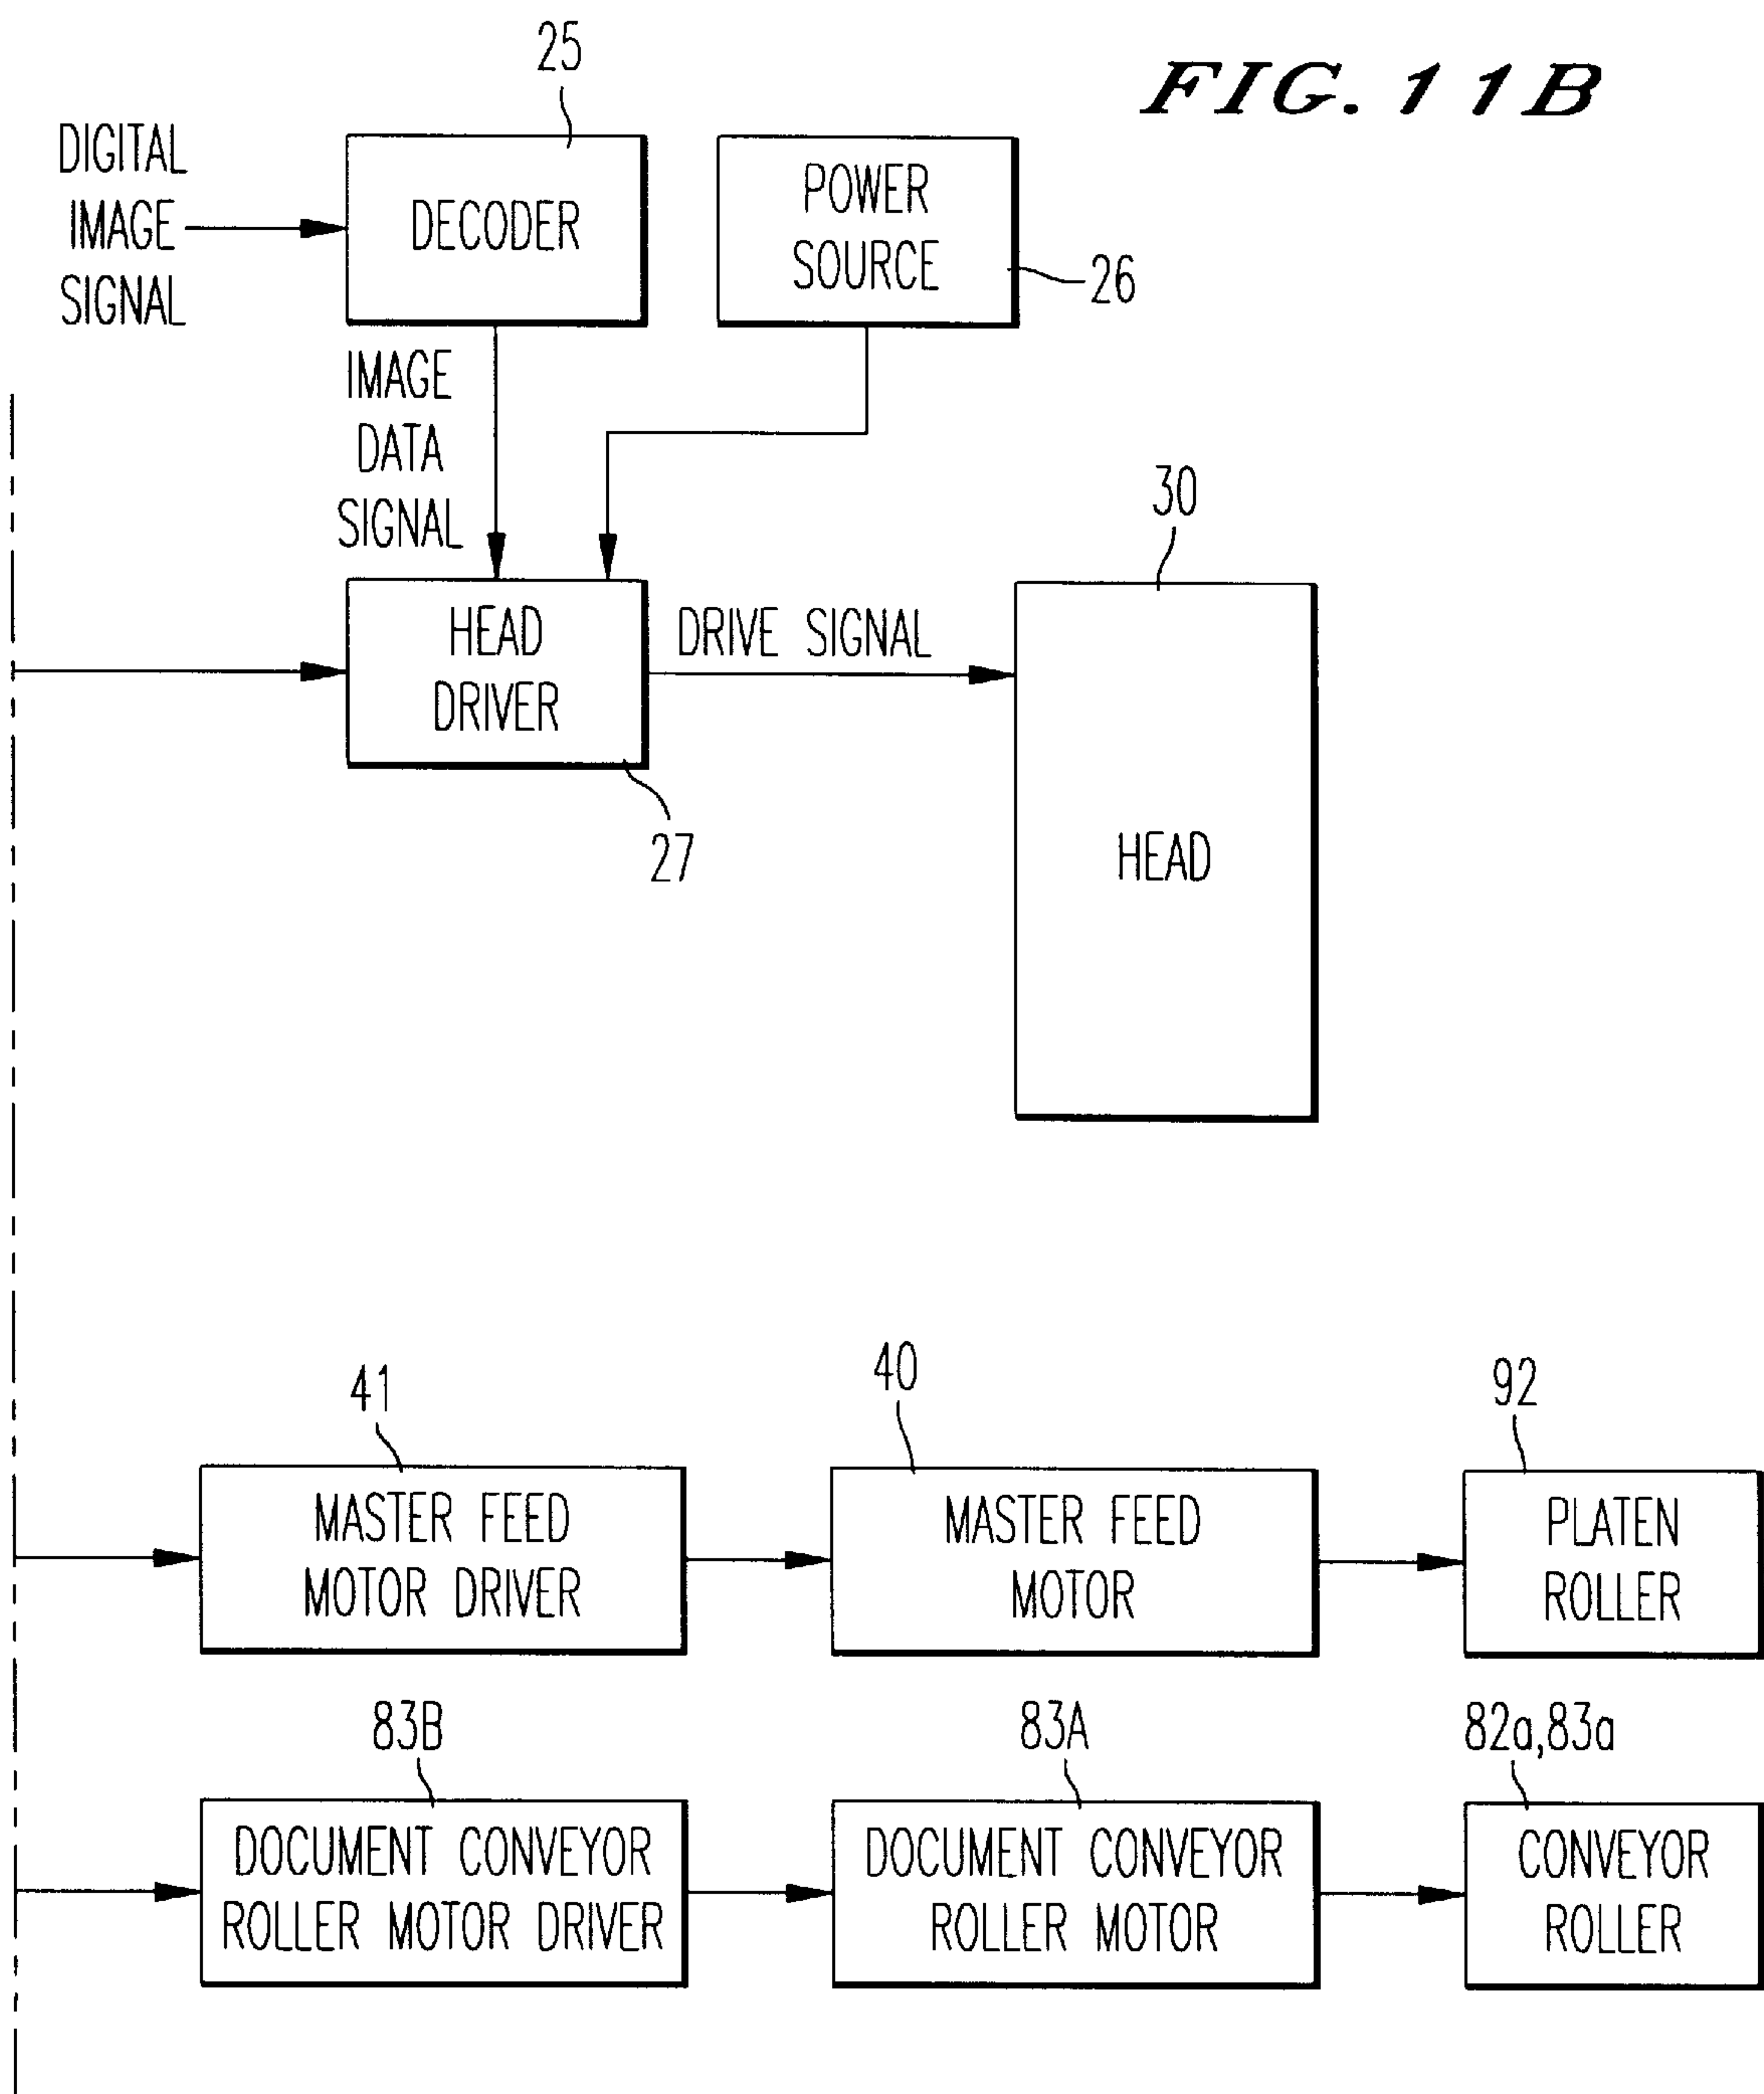 FIG. 11B
25
DIGITAL
IMAGE
SIGNAL
DECODER
POWER
SOURCE
26
IMAGE
DATA
SIGNAL
30
HEAD
DRIVER
DRIVE SIGNAL
27
HEAD
41
40
92
MASTER FEED
MOTOR DRIVER
MASTER FEED
MOTOR
PLATEN
ROLLER
83B
83A
82a,83a
DOCUMENT CONVEYOR
ROLLER MOTOR DRIVER
DOCUMENT CONVEYOR
ROLLER MOTOR
CONVEYOR
ROLLER